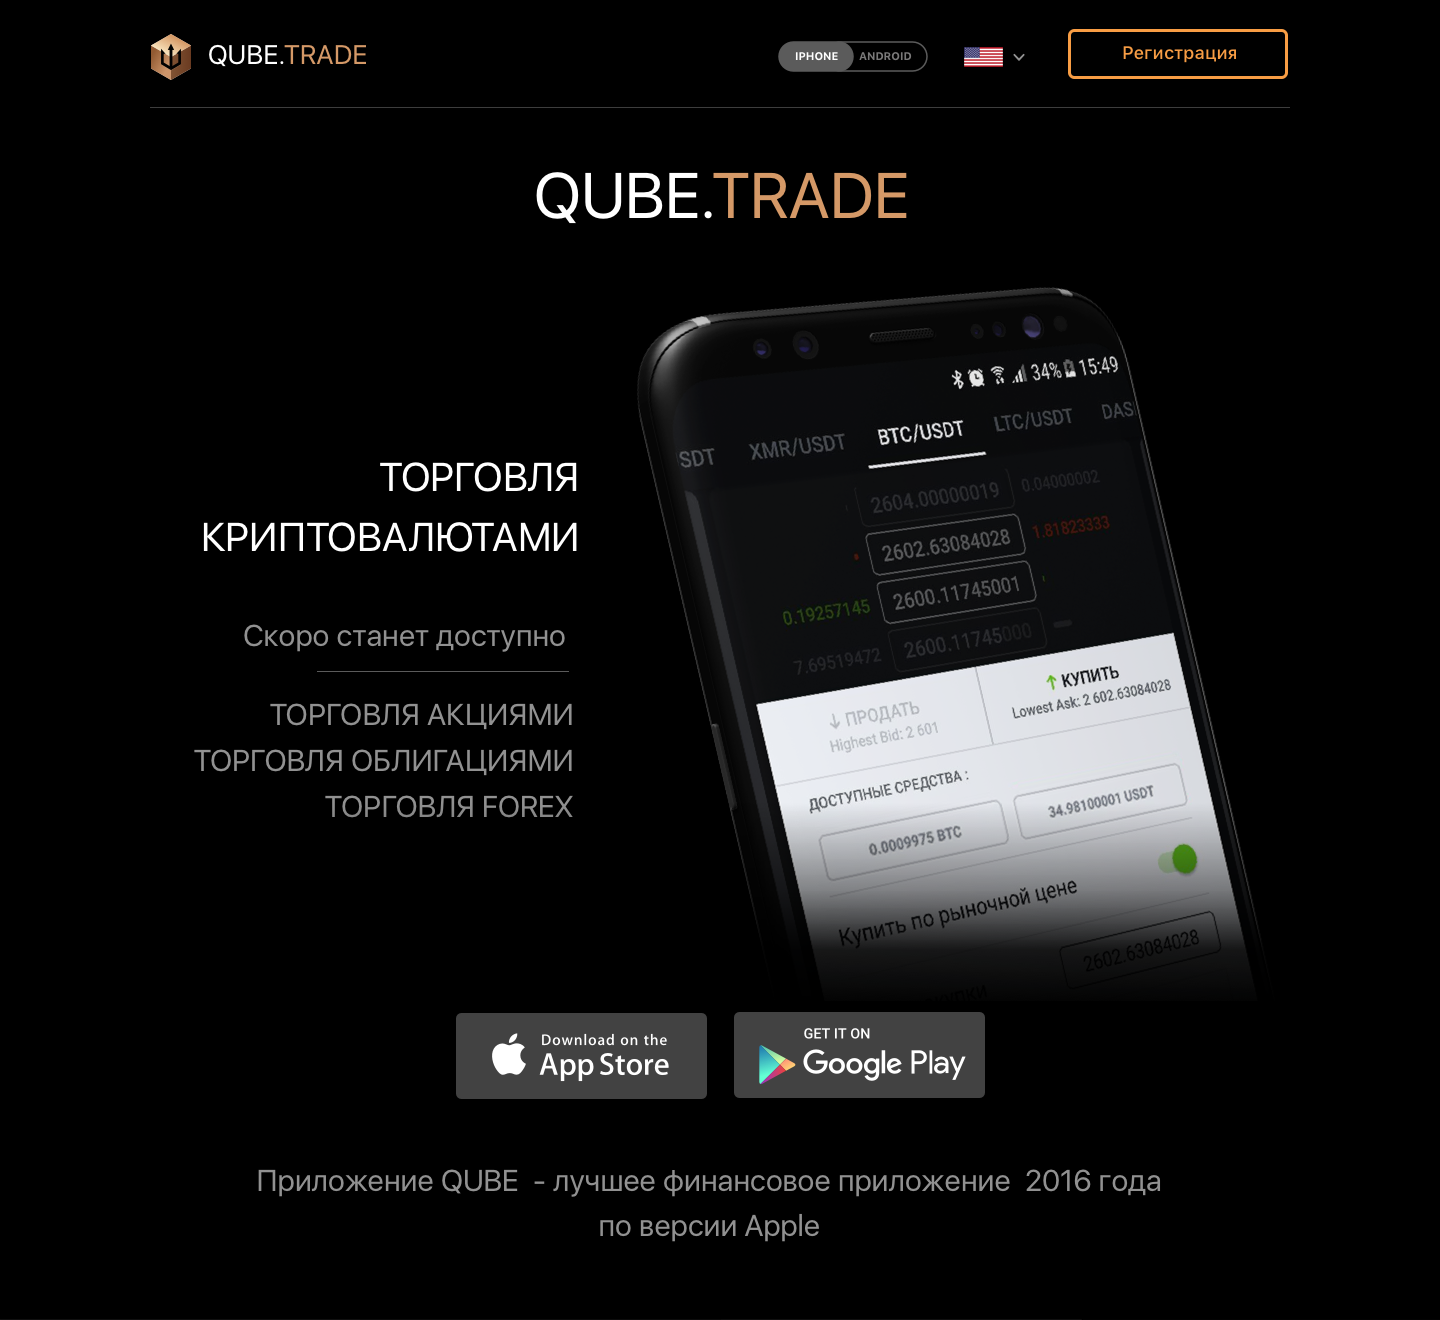 QUBE.TRADE
IPHONE
ANDROID
Регистрация
QUBE.TRADE
34%
15:49
SDT
XMR/USDT
BTC/USDT
LTC/USDT
DAS
2604.00000019
0.04000002
2602.63084028
1.81823333
0.19257145
2600.11745001
7.69519472
2600.11745000
ТОРГОВЛЯ
КРИПТОВАЛЮТАМИ
Скоро станет доступно
ТОРГОВЛЯ АКЦИЯМИ
ТОРГОВЛЯ ОБЛИГАЦИЯМИ
ТОРГОВЛЯ FOREX
ПРОДАТЬ
Highest Bid: 2 601
КУПИТЬ
Lowest Ask: 2 602.63084028
ДОСТУПНЫЕ СРЕДСТВА :
0.0009975 BTC
34.98100001 USDT
Купить по рыночной цене
2602.63084028
Download on the
App Store
GET IT ON
Google Play
Приложение QUBE - лучшее финансовое приложение 2016 года
по версии Apple